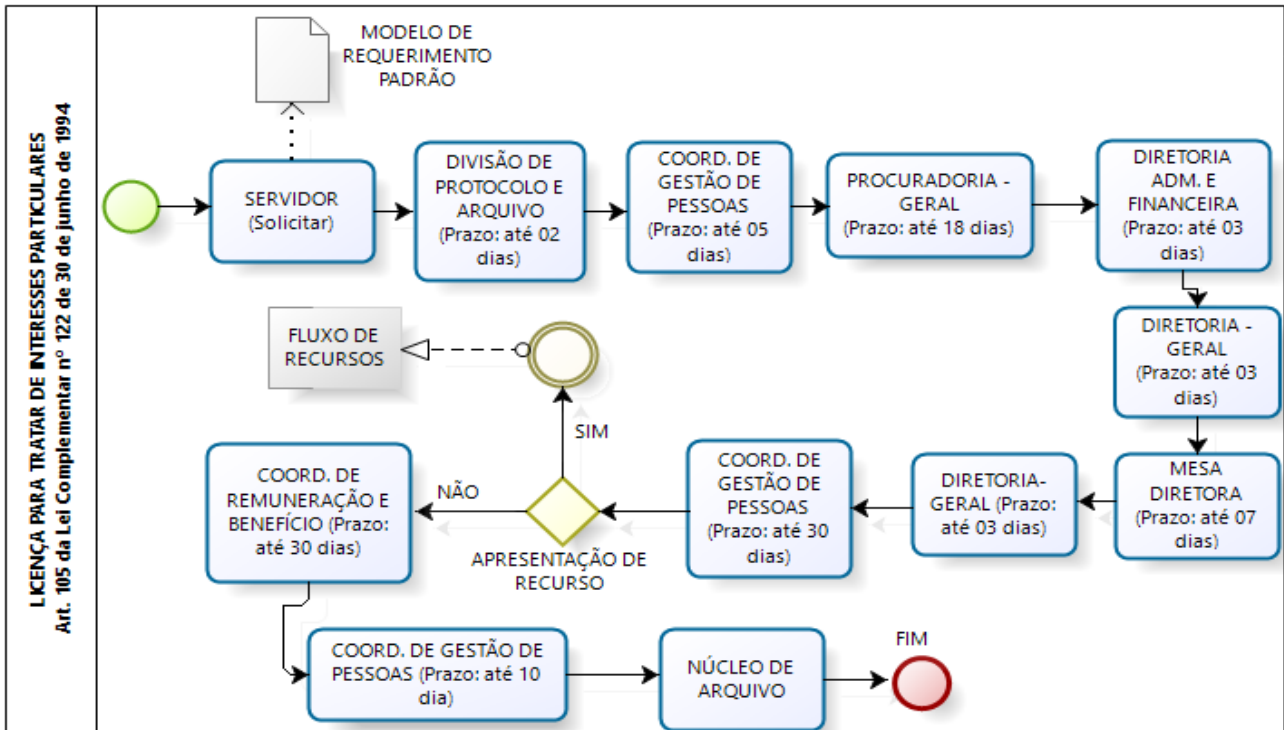 LICENÇA PARA TRATAR DE INTERESSES PARTICULARES
Art. 105 da Lei Complementar nº 122 de 30 de junho de 1994
MODELO DE
REQUERIMENTO
PADRÃO
SERVIDOR
(Solicitar)
DIVISÃO DE
PROTOCOLO E
ARQUIVO
(Prazo: até 02
dias)
COORD. DE
GESTÃO DE
PESSOAS
(Prazo: até 05
dias)
PROCURADORIA -
GERAL
(Prazo: até 18 dias)
DIRETORIA
ADM. E
FINANCEIRA
(Prazo: até 03
dias)
DIRETORIA -
GERAL
(Prazo: até 03
dias)
MESA
DIRETORA
(Prazo: até 07
dias)
DIRETORIA-
GERAL (Prazo:
até 03 dias)
COORD. DE
GESTÃO DE
PESSOAS
(Prazo: até 30
dias)
APRESENTAÇÃO DE
RECURSO
SIM
FLUXO DE
RECURSOS
NÃO
COORD. DE
REMUNERAÇÃO E
BENEFÍCIO (Prazo:
até 30 dias)
COORD. DE GESTÃO DE
PESSOAS (Prazo: até 10
dia)
NÚCLEO DE
ARQUIVO
FIM